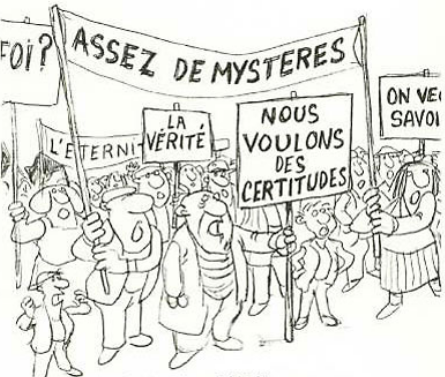 FOI?
ASSEZ DE MYSTERES
L'ETERNI
LA
VÉRITÉ
NOUS
VOULONS
DES
CERTITUDES
ON VE
SAVOI